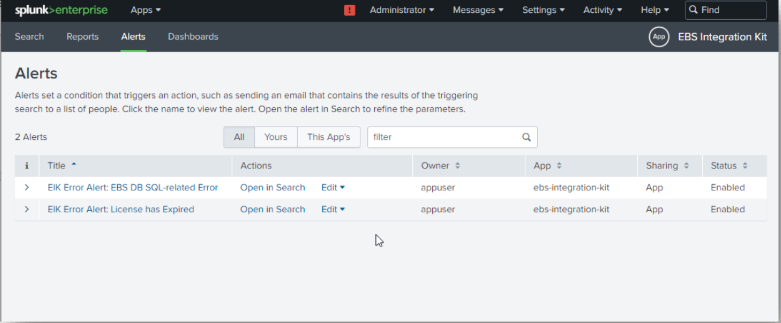 splunk>enterprise Apps ▾ ! Administrator ▾ Messages ▾ Settings ▾ Activity ▾ Help ▾ Find
Search Reports Alerts Dashboards App EBS Integration Kit
Alerts
Alerts set a condition that triggers an action, such as sending an email that contains the results of the triggering
search to a list of people. Click the name to view the alert. Open the alert in Search to refine the parameters.
2 Alerts All Yours This App's filter
i Title Actions Owner App Sharing Status
> EIK Error Alert: EBS DB SQL-related Error Open in Search Edit ▾ appuser ebs-integration-kit App Enabled
> EIK Error Alert: License has Expired Open in Search Edit ▾ appuser ebs-integration-kit App Enabled